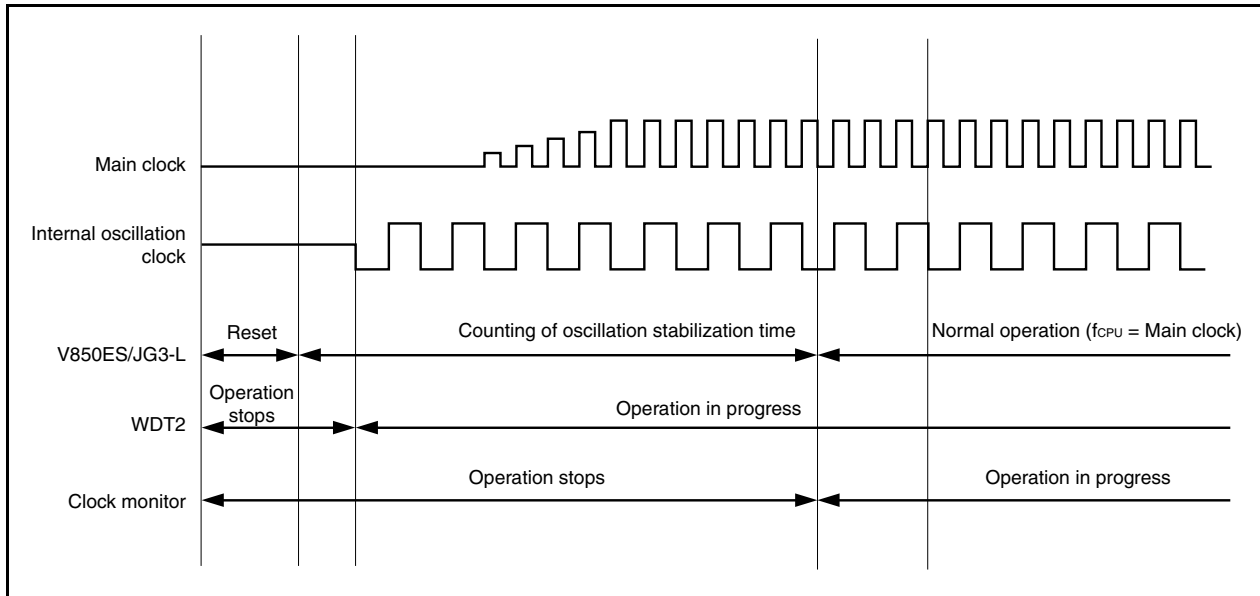 Main clock
Internal oscillation
clock
Reset
Counting of oscillation stabilization time
Normal operation (fCPU = Main clock)
V850ES/JG3-L
Operation
stops
Operation in progress
WDT2
Operation stops
Operation in progress
Clock monitor